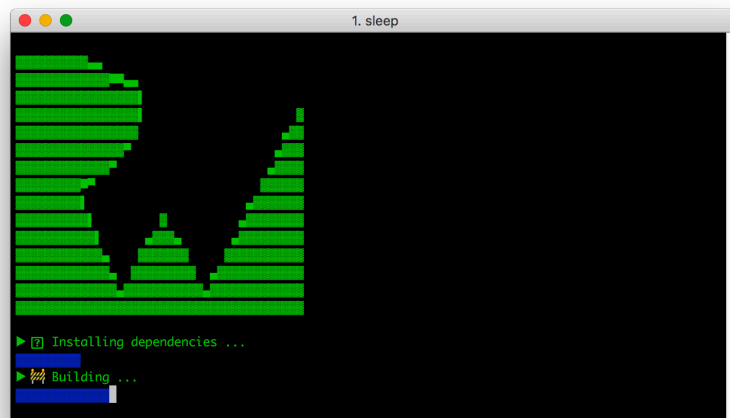 1. sleep
▶ ⍰ Installing dependencies ...
▶ 🚧 Building ...